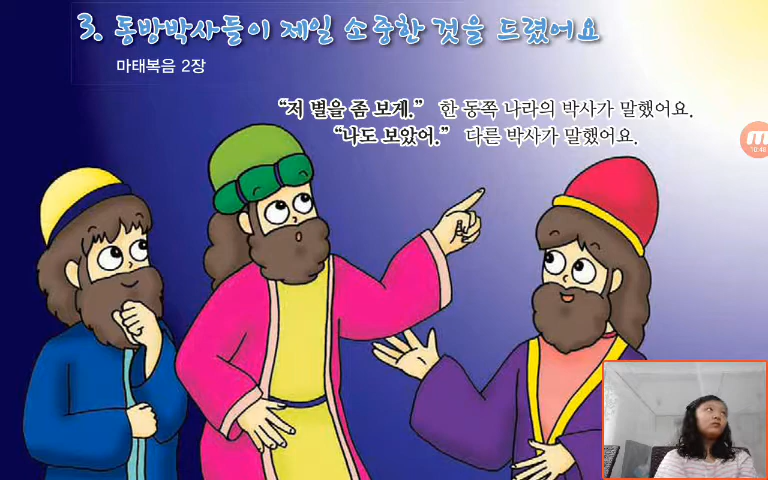 3. 동방박사들이 제일 소중한 것을 드렸어요
마태복음 2장
“저 별을 좀 보게.” 한 동쪽 나라의 박사가 말했어요.
“나도 보았어.” 다른 박사가 말했어요.